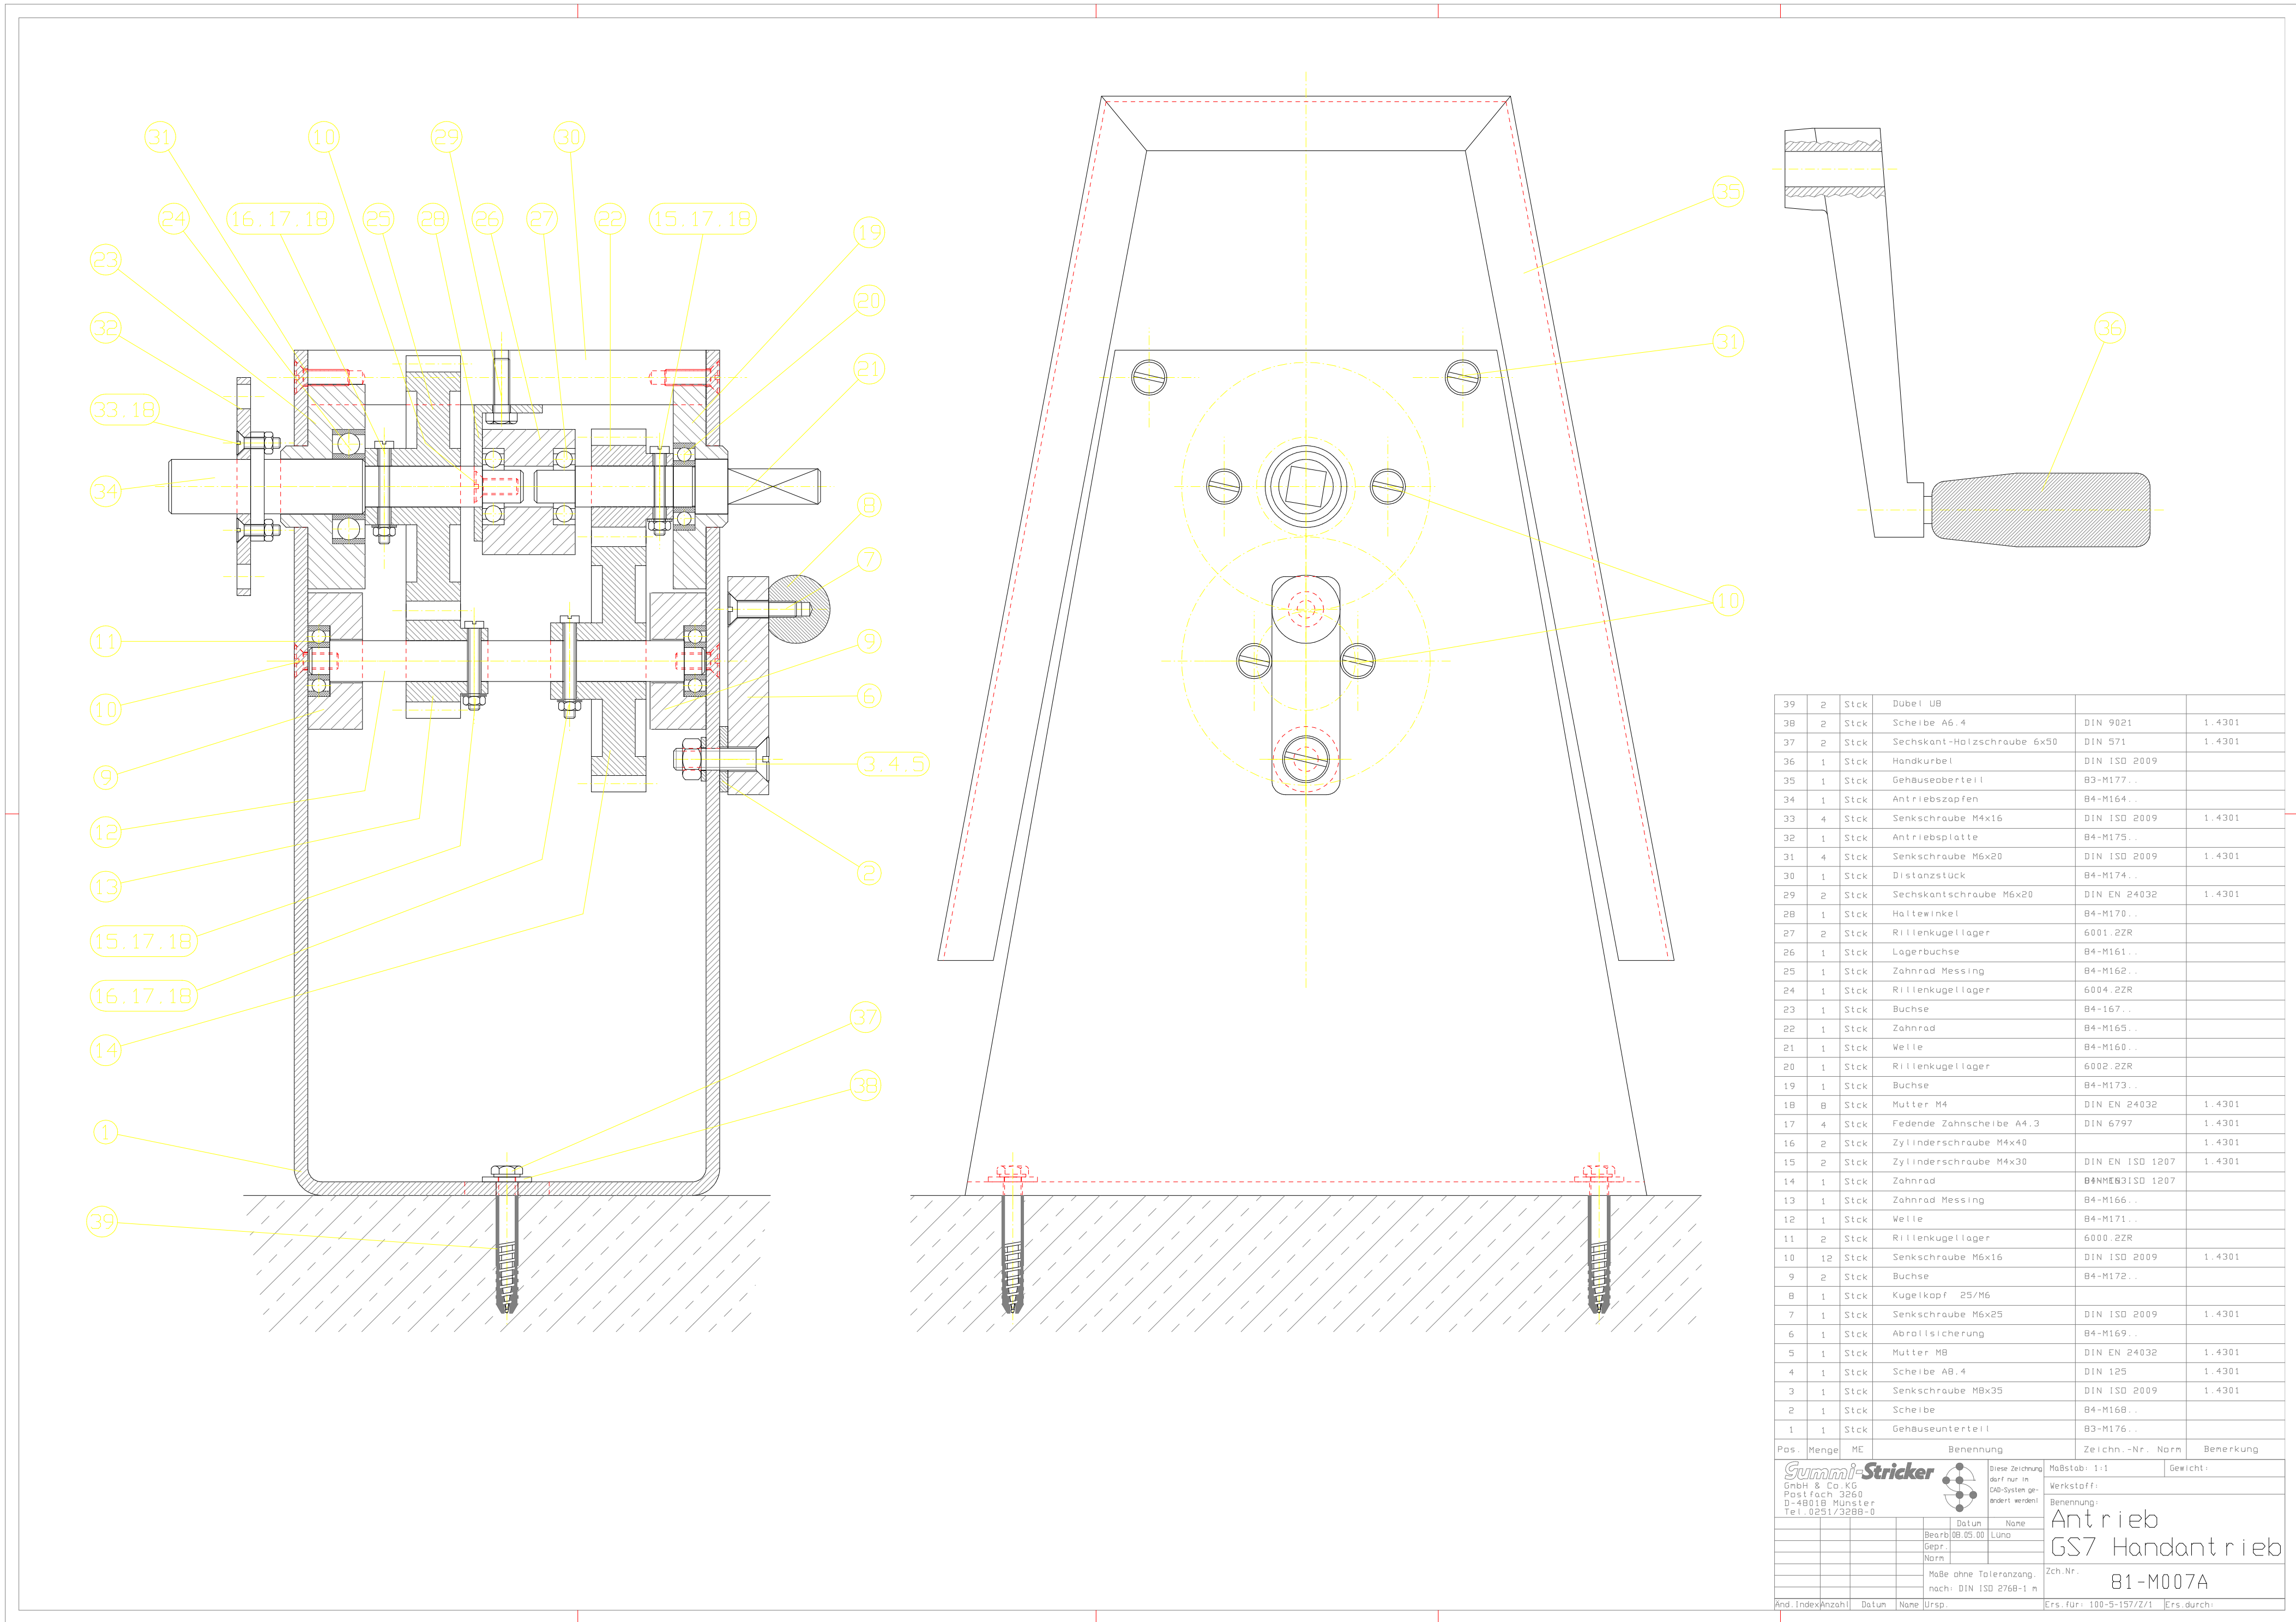 31 10 29 30
24 16.17.18 25 28 26 27 22 15.17.18 19
23
20
32
21
33.18
34
8
7
11
9
10
6
9
3.4.5
12
2
13
15.17.18
16.17.18
37
14
38
1
39
35
31
10
36
39 2 Stck Dübel U8
38 2 Stck Scheibe A6.4 DIN 9021 1.4301
37 2 Stck Sechskant-Holzschraube 6x50 DIN 571 1.4301
36 1 Stck Handkurbel DIN ISO 2009
35 1 Stck Gehäuseoberteil 83-M177..
34 1 Stck Antriebszapfen 84-M164..
33 4 Stck Senkschraube M4x16 DIN ISO 2009 1.4301
32 1 Stck Antriebsplatte 84-M175..
31 4 Stck Senkschraube M6x20 DIN ISO 2009 1.4301
30 1 Stck Distanzstück 84-M174..
29 2 Stck Sechskantschraube M6x20 DIN EN 24032 1.4301
28 1 Stck Haltewinkel 84-M170..
27 2 Stck Rillenkugellager 6001.2ZR
26 1 Stck Lagerbuchse 84-M161..
25 1 Stck Zahnrad Messing 84-M162..
24 1 Stck Rillenkugellager 6004.2ZR
23 1 Stck Buchse 84-167..
22 1 Stck Zahnrad 84-M165..
21 1 Stck Welle 84-M160..
20 1 Stck Rillenkugellager 6002.2ZR
19 1 Stck Buchse 84-M173..
18 8 Stck Mutter M4 DIN EN 24032 1.4301
17 4 Stck Federde Zahnscheibe A4.3 DIN 6797 1.4301
16 2 Stck Zylinderschraube M4x40 1.4301
15 2 Stck Zylinderschraube M4x30 DIN EN ISO 1207 1.4301
14 1 Stck Zahnrad
13 1 Stck Zahnrad Messing 84-M166..
12 1 Stck Welle 84-M171..
11 2 Stck Rillenkugellager 6000.2ZR
10 12 Stck Senkschraube M6x16 DIN ISO 2009 1.4301
9 2 Stck Buchse 84-M172..
8 1 Stck Kugelkopf 25/M6
7 1 Stck Senkschraube M6x25 DIN ISO 2009 1.4301
6 1 Stck Abrollsicherung 84-M169..
5 1 Stck Mutter M8 DIN EN 24032 1.4301
4 1 Stck Scheibe A8,4 DIN 125 1.4301
3 1 Stck Senkschraube M8x35 DIN ISO 2009 1.4301
2 1 Stck Scheibe 84-M168..
1 1 Stck Gehäuseunterteil 83-M176..
Pos. Menge ME Benennung Zeichn.-Nr. Norm Bemerkung
Gummi-Stricker
GmbH & Co.KG
Postfach 3260
D-48018 Münster
Tel.0251/3288-0
Diese Zeichnung
darf nur im
CAD-System ge-
ändert werden!
Maßstab: 1:1 Gewicht:
Werkstoff:
Benennung:
Antrieb
GS7 Handantrieb
Datum Name
Bearb 08.05.00 Luna
Gepr.
Norm
Maße ohne Toleranzang.
nach: DIN ISO 2768-1 m
Zch.Nr.
81-M007A
Änd.Index Anzahl Datum Name Ursp.
Ers.für: 100-5-157/Z/1 Ers.durch: